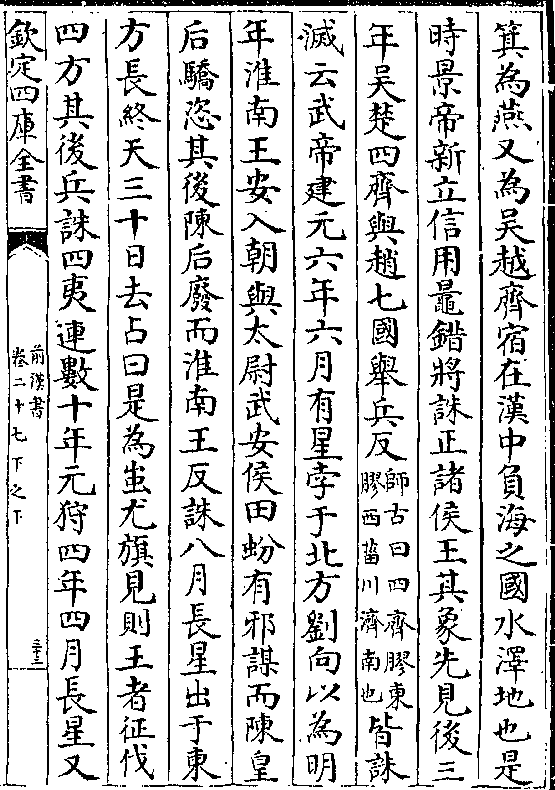 箕為燕又為吳越齊宿在漢中負海之國水澤地也是
時景帝新立信用鼂錯將誅正諸侯王其象先見後三
年吳楚四齊與趙七國舉兵反師古曰四齊膠東膠西菑川濟南也皆誅
滅云武帝建元六年六月有星孛于北方劉向以為明
年淮南王安入朝與太尉武安侯田蚡有邪謀而陳皇
后驕恣其後陳后廢而淮南王反誅八月長星出于東
方長終天三十日去占曰是為蚩尤旗見則王者征伐
四方其後兵誅四夷連數十年元狩四年四月長星又
欽定四庫全書
前漢書
卷二十七下之下
三十三